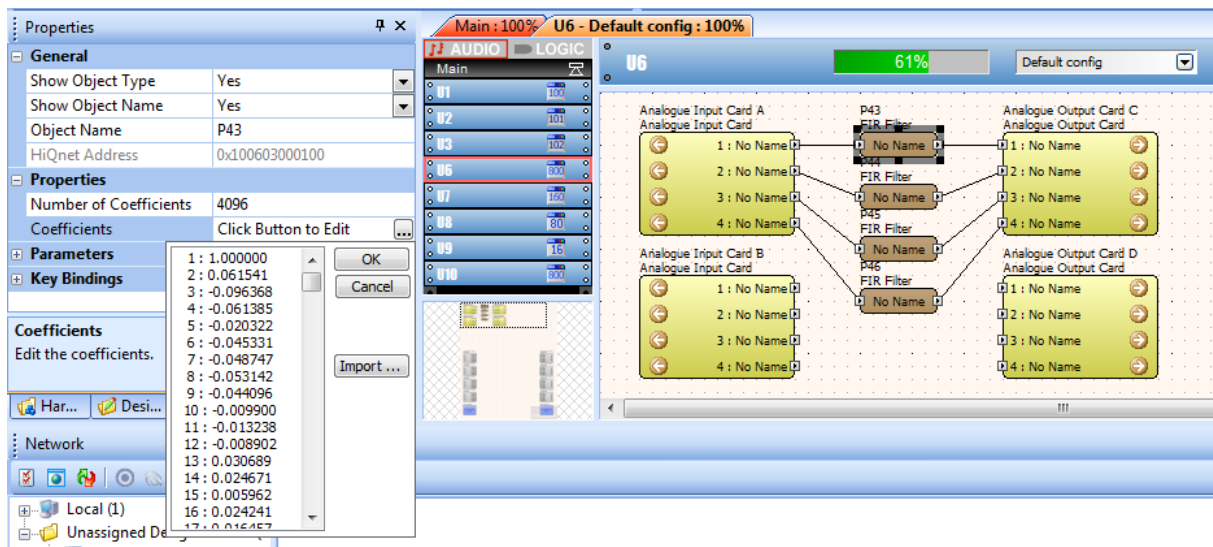 Properties
General
Show Object Type Yes
Show Object Name Yes
Object Name P43
HiQnet Address 0x100603000100
Properties
Number of Coefficients 4096
Coefficients Click Button to Edit ...
Parameters
Key Bindings
1 : 1.000000
2 : 0.061541
3 : -0.096368
4 : -0.061385
5 : -0.020322
6 : -0.045331
7 : -0.048747
8 : -0.053142
9 : -0.044096
10 : -0.009900
11 : -0.013238
12 : -0.008902
13 : 0.030689
14 : 0.024671
15 : 0.005962
16 : 0.024241
17 : 0.016457
OK
Cancel
Import ...
Coefficients
Edit the coefficients.
Har... Desi...
Network
Local (1)
Unassigned De
Main : 100% U6 - Default config : 100%
AUDIO LOGIC
Main
U1 100
U2 101
U3 102
U6 800
U7 160
U8 80
U9 16
U10 800
U6 61% Default config
Analogue Input Card A
Analogue Input Card
1 : No Name
2 : No Name
3 : No Name
4 : No Name
Analogue Input Card B
Analogue Input Card
1 : No Name
2 : No Name
3 : No Name
4 : No Name
P43
FIR Filter
No Name
P44
FIR Filter
No Name
P45
FIR Filter
No Name
P46
FIR Filter
No Name
Analogue Output Card C
Analogue Output Card
1 : No Name
2 : No Name
3 : No Name
4 : No Name
Analogue Output Card D
Analogue Output Card
1 : No Name
2 : No Name
3 : No Name
4 : No Name